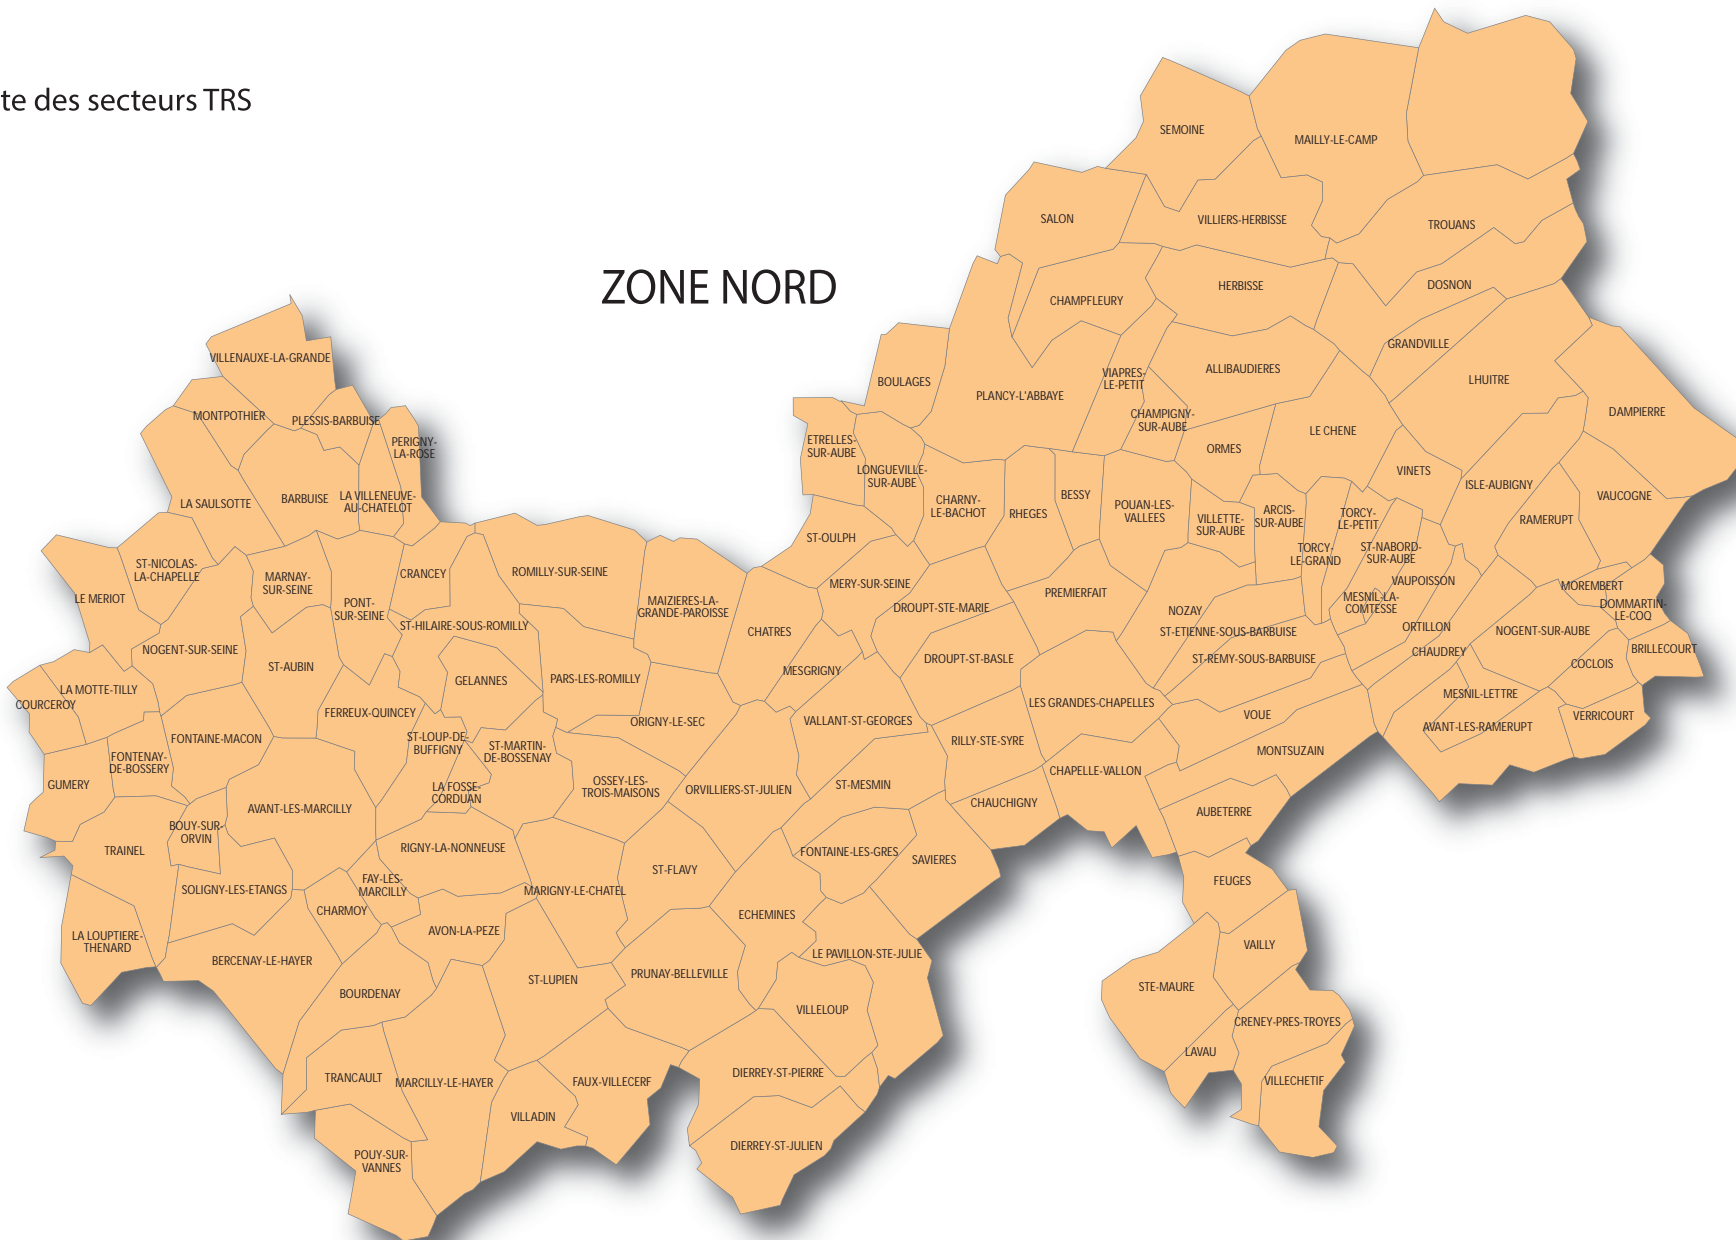 te des secteurs TRS
ZONE NORD
SEMOINE
MAILLY-LE-CAMP
SALON
VILLIERS-HERBISSE
TROUANS
CHAMPFLEURY
HERBISSE
DOSNON
VILLENAUXE-LA-GRANDE
GRANDVILLE
BOULAGES
PLANCY-L'ABBAYE
VIAPRES-
LE-PETIT
ALLIBAUDIERES
LHUITRE
MONTPOTHIER
PLESSIS-BARBUISE
CHAMPIGNY-
SUR-AUBE
DAMPIERRE
PERIGNY-
LA-ROSE
ETRELLES-
SUR-AUBE
ORMES
LE CHENE
LONGUEVILLE-
SUR-AUBE
VINETS
LA SAULSOTTE
BARBUISE
LA VILLENEUVE-
AU-CHATELOT
CHARNY-
LE-BACHOT
RHEGES
BESSY
POUAN-LES-
VALLEES
VILLETTE-
SUR-AUBE
ARCIS-
SUR-AUBE
TORCY-
LE-PETIT
ISLE-AUBIGNY
VAUCOGNE
RAMERUPT
ST-OULPH
TORCY-
LE-GRAND
ST-NABORD-
SUR-AUBE
ST-NICOLAS-
LA-CHAPELLE
LE MERIOT
MARNAY-
SUR-SEINE
CRANCEY
ROMILLY-SUR-SEINE
MERY-SUR-SEINE
VAUPOISSON
MOREMBERT
PONT-
SUR-SEINE
MAIZIERES-LA-
GRANDE-PAROISSE
DROUPT-STE-MARIE
PREMIERFAIT
NOZAY
MESNIL-LA-
COMTESSE
DOMMARTIN-
LE-COQ
ST-HILAIRE-SOUS-ROMILLY
CHATRES
ST-ETIENNE-SOUS-BARBUISE
ORTILLON
NOGENT-SUR-AUBE
NOGENT-SUR-SEINE
ST-AUBIN
DROUPT-ST-BASLE
ST-REMY-SOUS-BARBUISE
CHAUDREY
BRILLECOURT
COCLOIS
MESGRIGNY
GELANNES
PARS-LES-ROMILLY
LA MOTTE-TILLY
COURCEROY
FERREUX-QUINCEY
ORIGNY-LE-SEC
VALLANT-ST-GEORGES
LES GRANDES-CHAPELLES
VOUE
MESNIL-LETTRE
VERRICOURT
AVANT-LES-RAMERUPT
FONTAINE-MACON
ST-LOUP-DE-
BUFFIGNY
ST-MARTIN-
DE-BOSSENAY
RILLY-STE-SYRE
MONTSUZAIN
FONTENAY-
DE-BOSSERY
GUMERY
LA FOSSE-
CORDUAN
OSSEY-LES-
TROIS-MAISONS
ORVILLIERS-ST-JULIEN
ST-MESMIN
CHAPELLE-VALLON
CHAUCHIGNY
AUBETERRE
AVANT-LES-MARCILLY
BOUY-SUR-
ORVIN
TRAINEL
RIGNY-LA-NONNEUSE
FONTAINE-LES-GRES
SAVIERES
ST-FLAVY
FEUGES
SOLIGNY-LES-ETANGS
FAY-LES-
MARCILLY
MARIGNY-LE-CHATEL
CHARMOY
ECHEMINES
LA LOUPTIERE-
THENARD
AVON-LA-PEZE
VAILLY
BERCENAY-LE-HAYER
LE PAVILLON-STE-JULIE
PRUNAY-BELLEVILLE
ST-LUPIEN
STE-MAURE
BOURDENAY
VILLELOUP
CRENEY-PRES-TROYES
LAVAU
TRANCAULT
MARCILLY-LE-HAYER
FAUX-VILLECERF
DIERREY-ST-PIERRE
VILLECHETIF
VILLADIN
DIERREY-ST-JULIEN
POUY-SUR-
VANNES